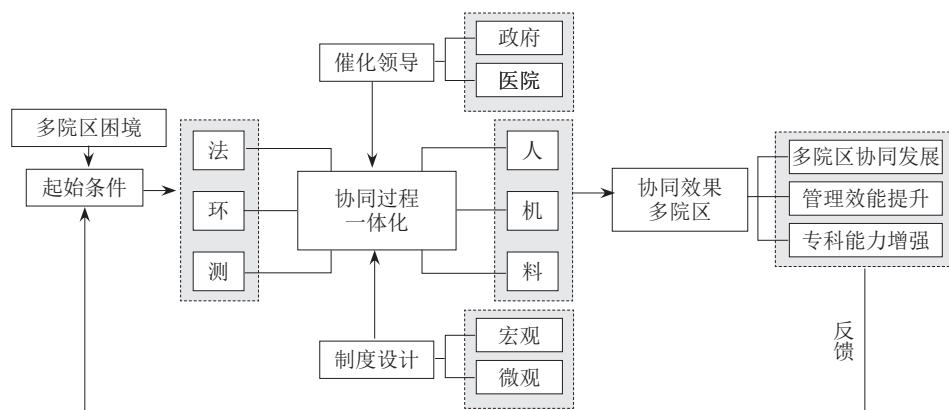 多院区困境
起始条件
法
环
测
催化领导
政府
医院
协同过程
一体化
制度设计
宏观
微观
人
机
料
协同效果
多院区
多院区协同发展
管理效能提升
专科能力增强
反馈